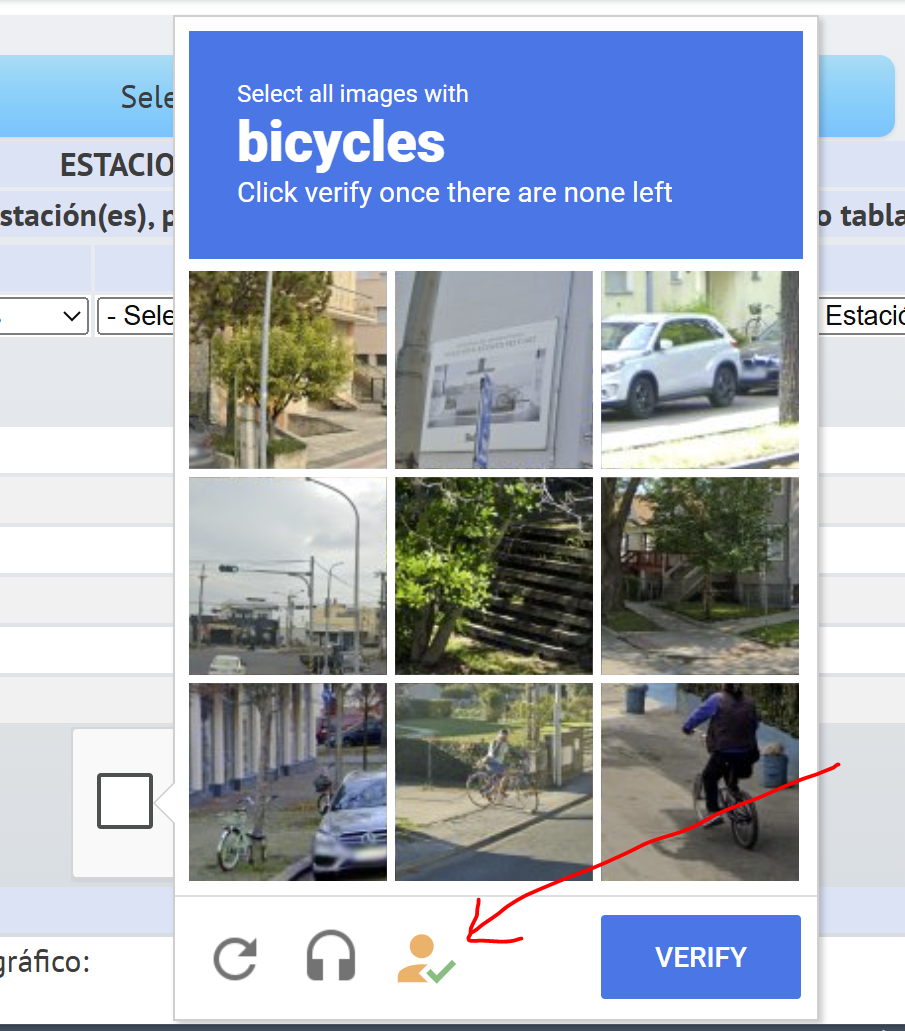 Select all images with
bicycles
Click verify once there are none left
Sele
ESTACIO
stación(es), p
o tabla
- Sele
Estació
VERIFY
gráfico: